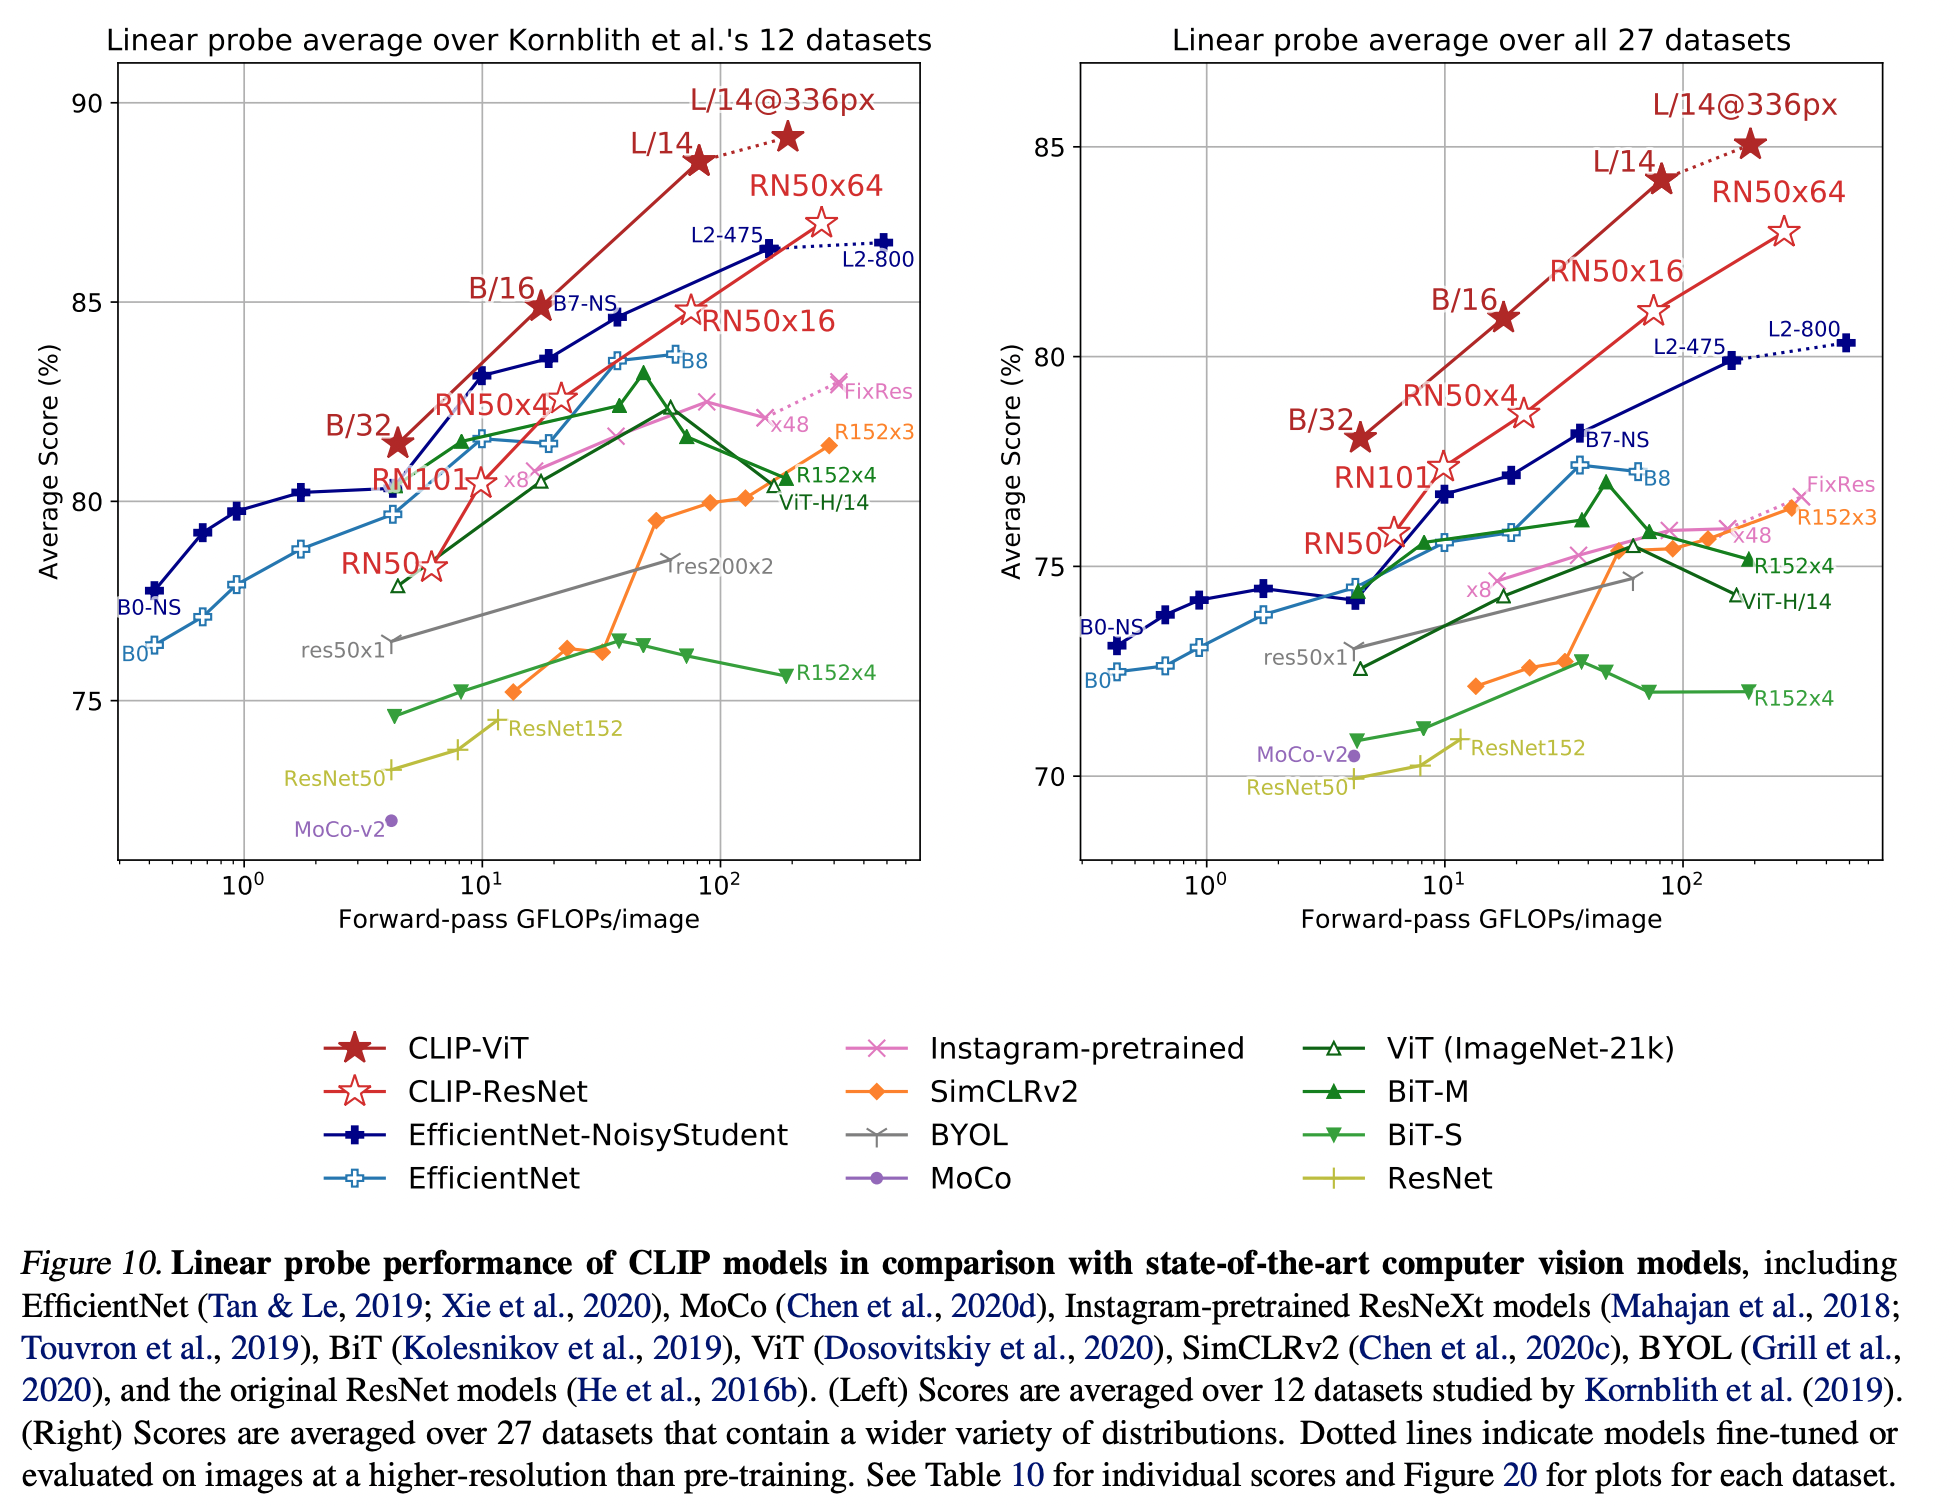 Linear probe average over Kornblith et al.'s 12 datasets
90
85
80
75
Average Score (%)
L/14@336px
L/14
RN50x64
L2-475
L2-800
B/16
B7-NS
RN50x16
B8
RN50x4
FixRes
B/32
x48
R152x3
RN101
x8
R152x4
ViT-H/14
RN50
res200x2
B0-NS
B0
res50x1
R152x4
ResNet152
ResNet50
MoCo-v2
10⁰
10¹
10²
Forward-pass GFLOPs/image
Linear probe average over all 27 datasets
85
80
75
70
Average Score (%)
L/14@336px
L/14
RN50x64
RN50x16
B/16
L2-800
L2-475
RN50x4
B/32
B7-NS
RN101
B8
FixRes
R152x3
x48
RN50
R152x4
x8
ViT-H/14
B0-NS
res50x1
B0
R152x4
MoCo-v2
ResNet152
ResNet50
10⁰
10¹
10²
Forward-pass GFLOPs/image
CLIP-ViT
CLIP-ResNet
EfficientNet-NoisyStudent
EfficientNet
Instagram-pretrained
SimCLRv2
BYOL
MoCo
ViT (ImageNet-21k)
BiT-M
BiT-S
ResNet
Figure 10. Linear probe performance of CLIP models in comparison with state-of-the-art computer vision models, including
EfficientNet (Tan & Le, 2019; Xie et al., 2020), MoCo (Chen et al., 2020d), Instagram-pretrained ResNeXt models (Mahajan et al., 2018;
Touvron et al., 2019), BiT (Kolesnikov et al., 2019), ViT (Dosovitskiy et al., 2020), SimCLRv2 (Chen et al., 2020c), BYOL (Grill et al.,
2020), and the original ResNet models (He et al., 2016b). (Left) Scores are averaged over 12 datasets studied by Kornblith et al. (2019).
(Right) Scores are averaged over 27 datasets that contain a wider variety of distributions. Dotted lines indicate models fine-tuned or
evaluated on images at a higher-resolution than pre-training. See Table 10 for individual scores and Figure 20 for plots for each dataset.